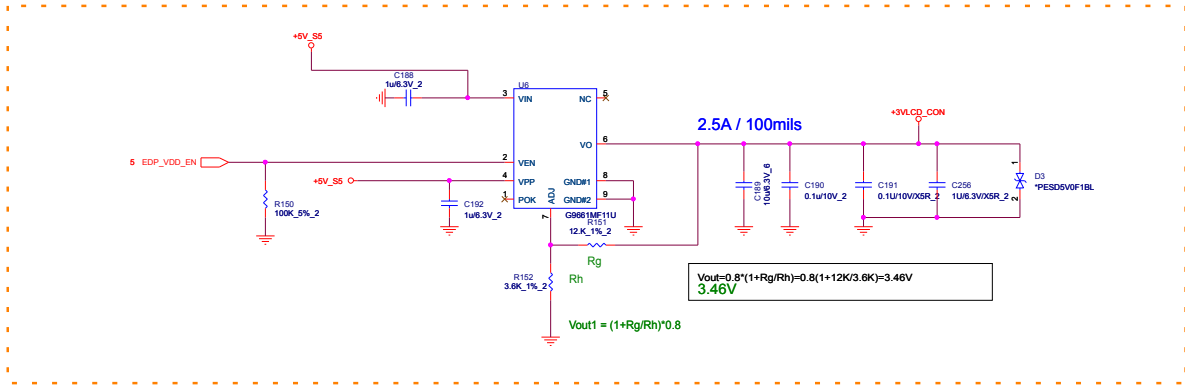 +5V_S5
C188
1u/6.3V_2
U6
3
VIN
NC
5
2.5A / 100mils
+3VLCD_CON
VO
6
5
EDP_VDD_EN
2
VEN
+5V_S5
4
VPP
GND#1
8
1
POK
ADJ
GND#2
9
7
G9661MF11U
R150
100K_5%_2
C192
1u/6.3V_2
R151
12.K_1%_2
Rg
C189
10u/6.3V_6
C190
0.1u/10V_2
C191
0.1U/10V/X5R_2
C256
1U/6.3V/X5R_2
1
D3
*PESD5V0F1BL
2
R152
3.6K_1%_2
Rh
Vout=0.8*(1+Rg/Rh)=0.8(1+12K/3.6K)=3.46V
3.46V
Vout1 = (1+Rg/Rh)*0.8